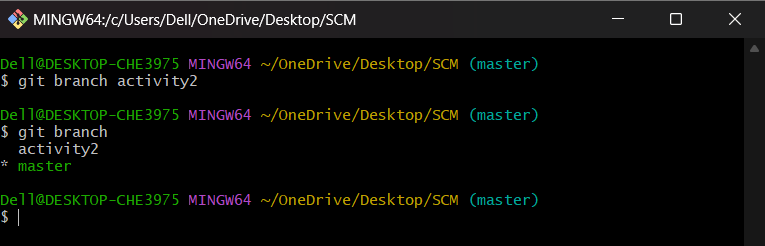 MINGW64:/c/Users/Dell/OneDrive/Desktop/SCM
Dell@DESKTOP-CHE3975 MINGW64 ~/OneDrive/Desktop/SCM (master)
$ git branch activity2
Dell@DESKTOP-CHE3975 MINGW64 ~/OneDrive/Desktop/SCM (master)
$ git branch
  activity2
* master
Dell@DESKTOP-CHE3975 MINGW64 ~/OneDrive/Desktop/SCM (master)
$